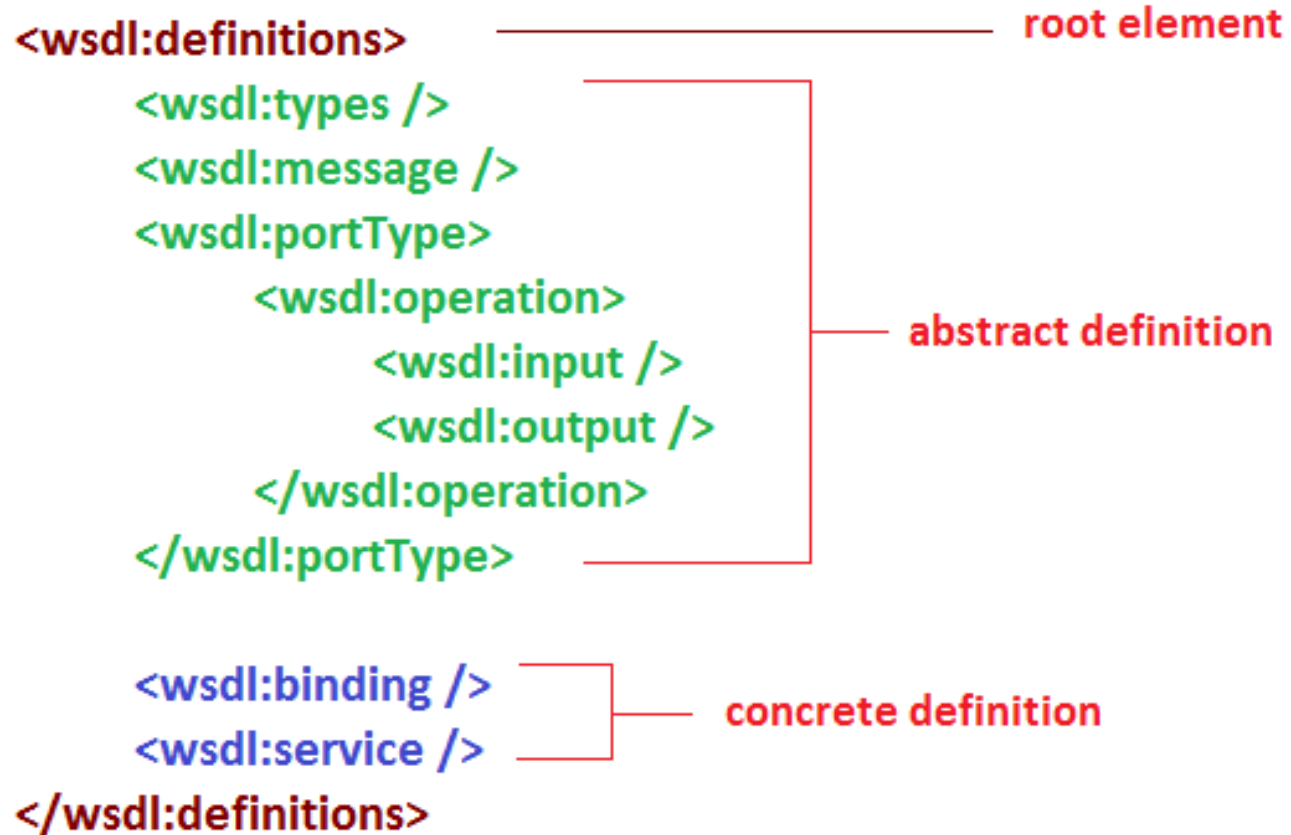 <wsdl:definitions> root element
<wsdl:types />
<wsdl:message />
<wsdl:portType>
<wsdl:operation>
abstract definition
<wsdl:input />
<wsdl:output />
</wsdl:operation>
</wsdl:portType>
<wsdl:binding />
concrete definition
<wsdl:service />
</wsdl:definitions>